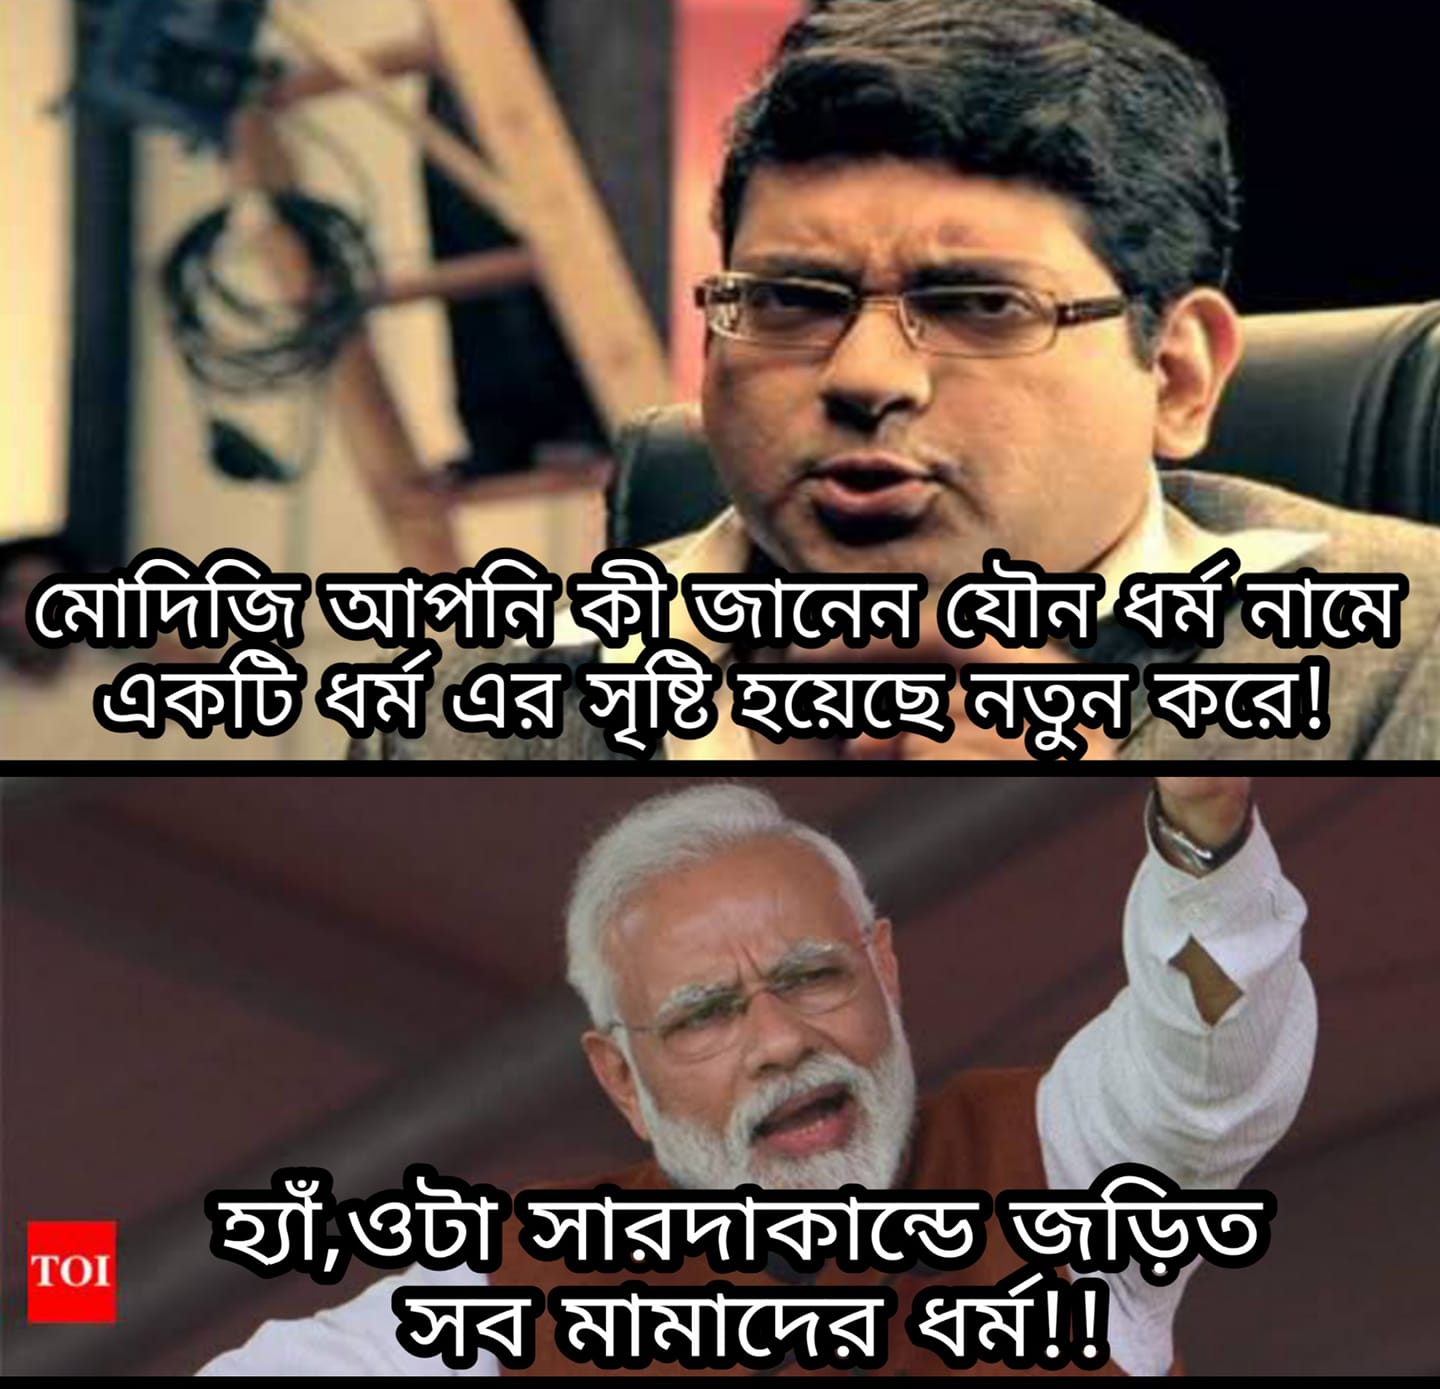 মোদিজি আপনি কী জানেন যৌন ধর্ম নামে
একটি ধর্ম এর সৃষ্টি হয়েছে নতুন করে!
হ্যাঁ,ওটা সারদাকান্ডে জড়িত
TOI
সব মামাদের ধর্ম!!